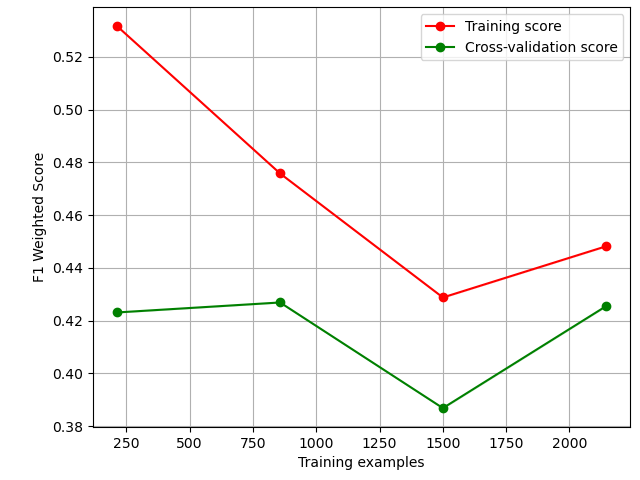 Training score
Cross-validation score
0.52
0.50
0.48
0.46
0.44
0.42
0.40
0.38
F1 Weighted Score
250 500 750 1000 1250 1500 1750 2000
Training examples